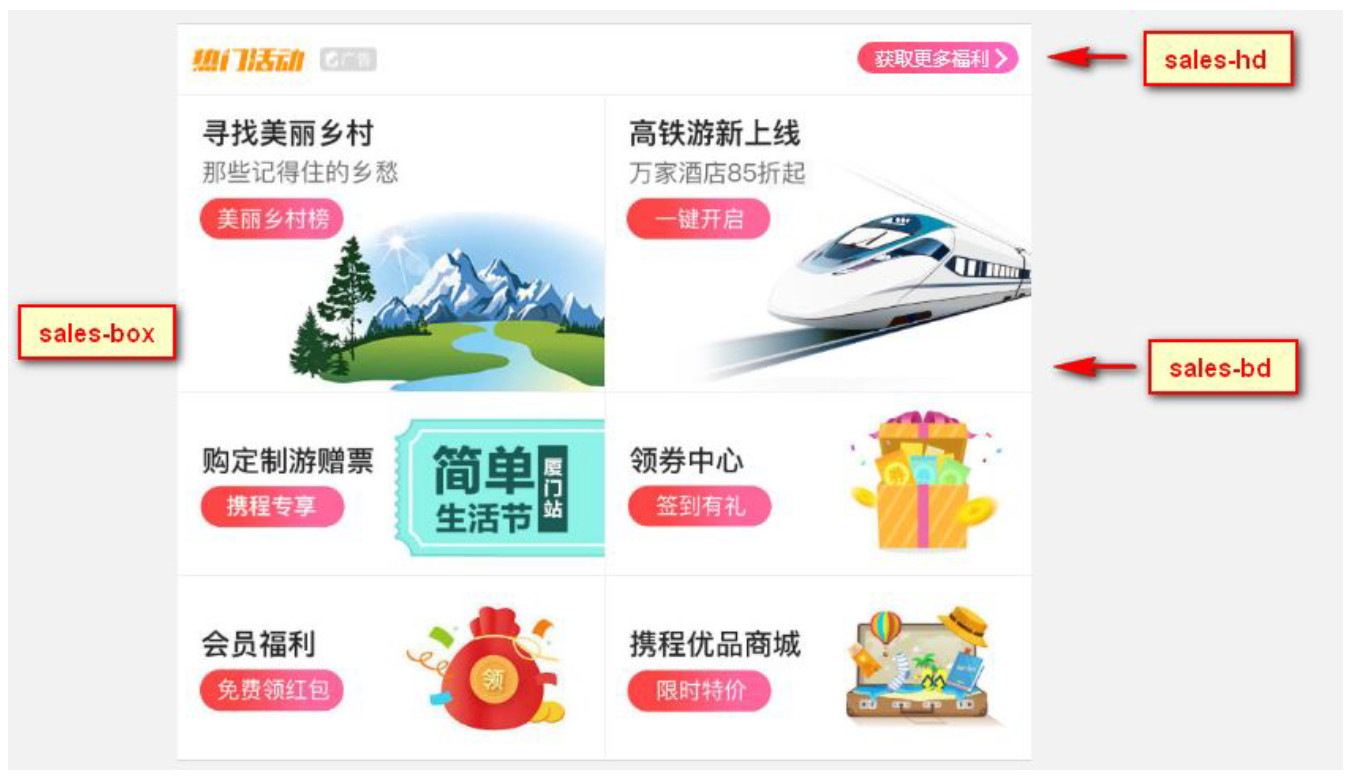 热门活动 广告 获取更多福利 sales-hd
寻找美丽乡村
那些记得住的乡愁
美丽乡村榜
高铁游新上线
万家酒店85折起
一键开启
sales-box
sales-bd
购定制游赠票
携程专享
简单
生活节
厦门站
领券中心
签到有礼
会员福利
免费领红包
领
携程优品商城
限时特价